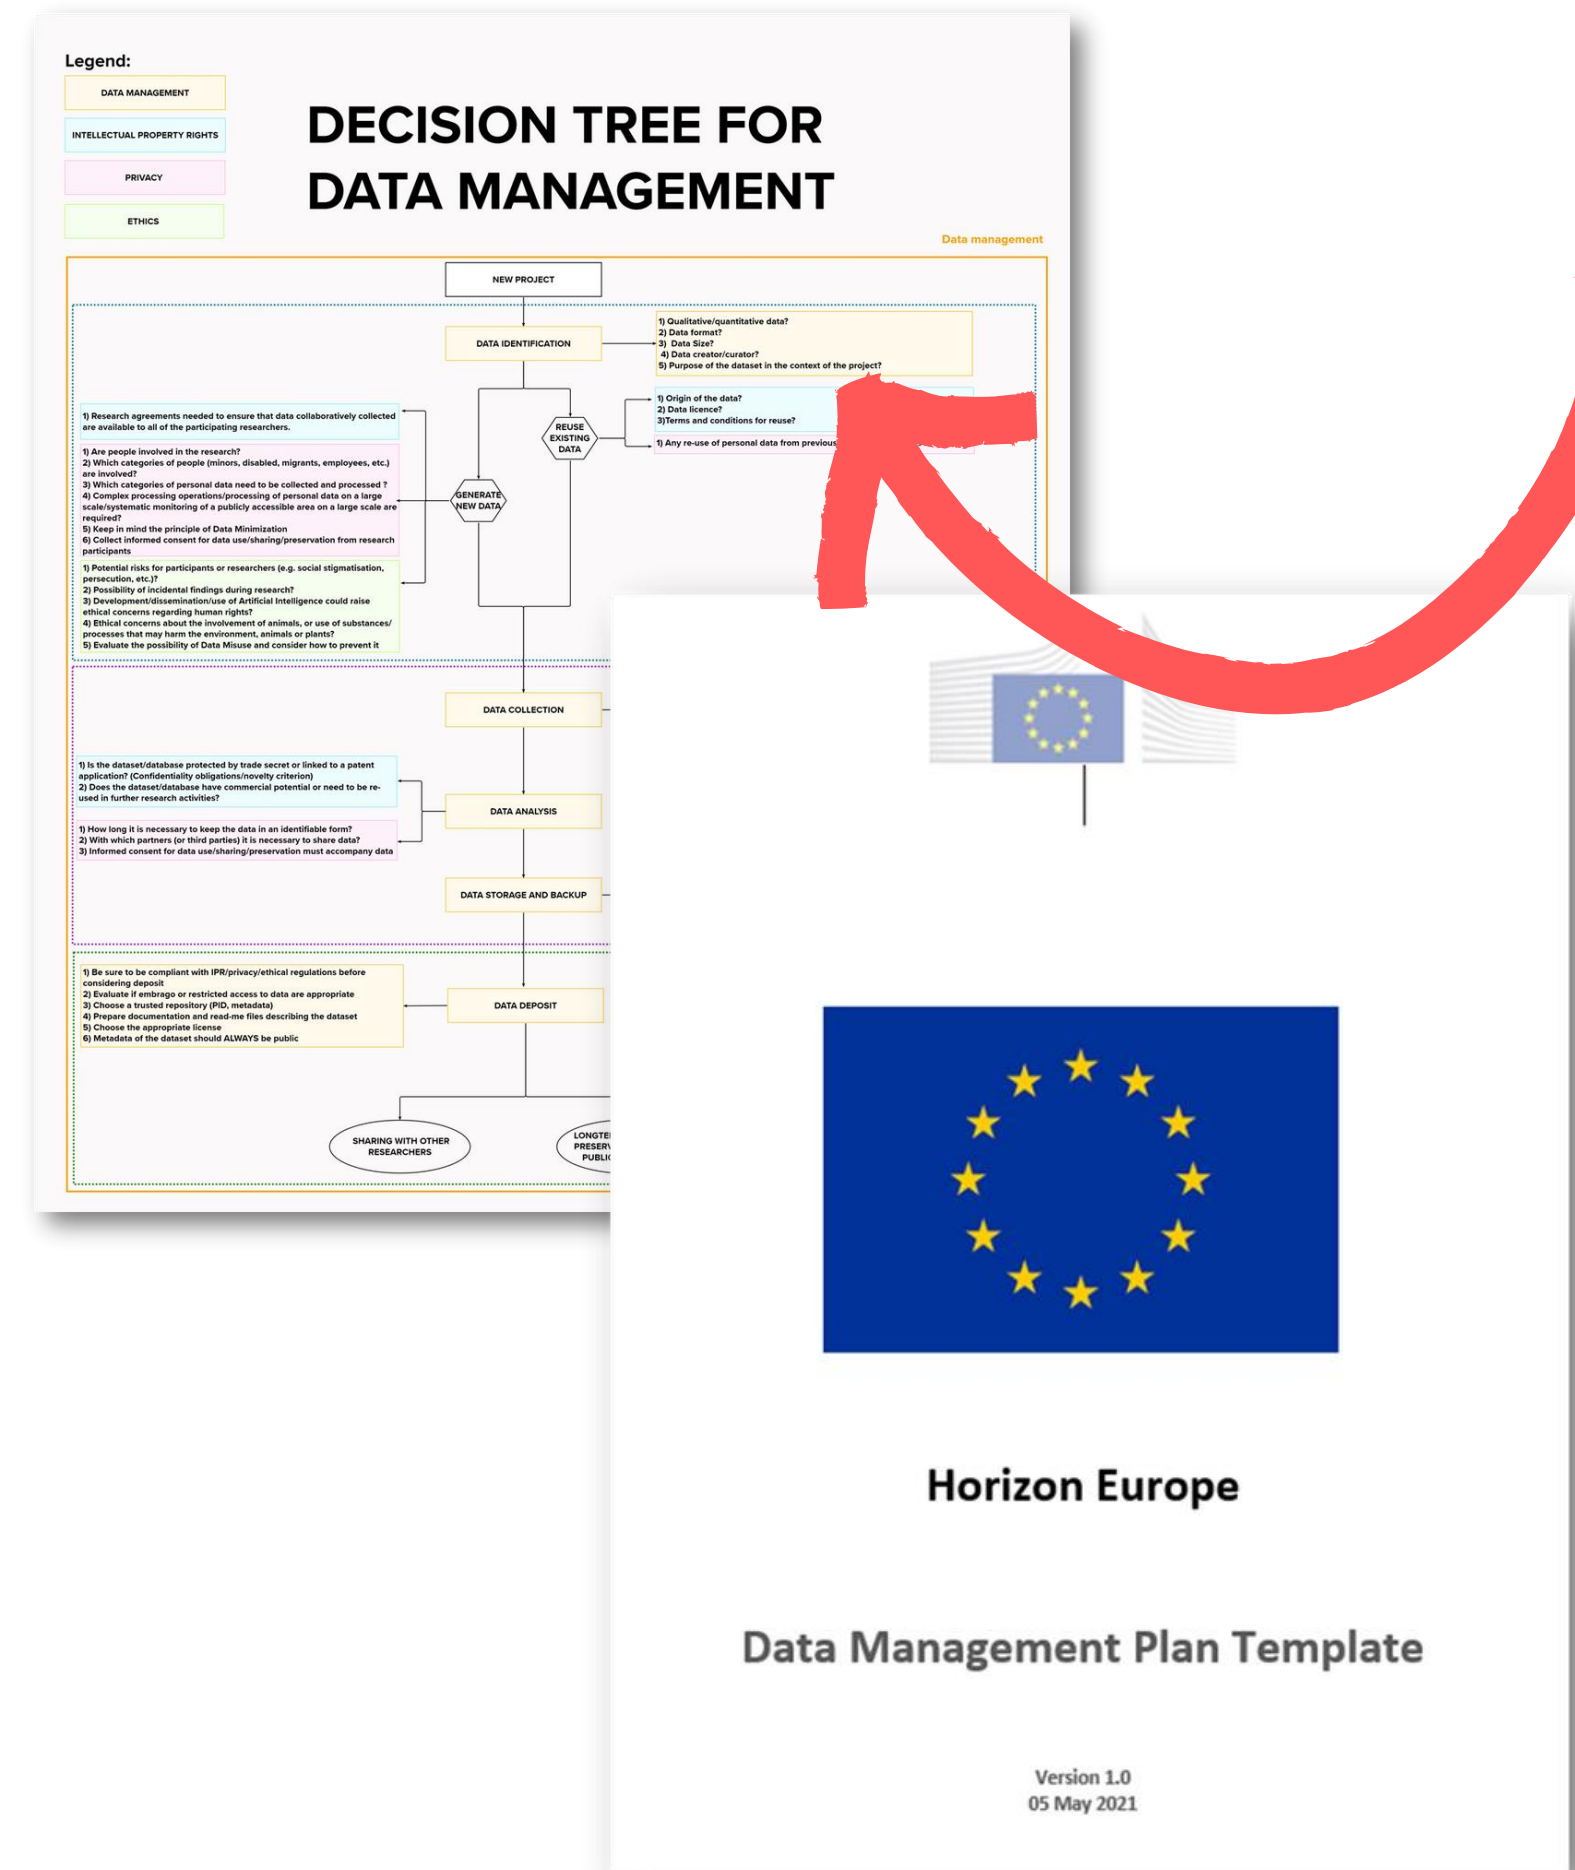 Legend:
DATA MANAGEMENT
INTELLECTUAL PROPERTY RIGHTS
PRIVACY
ETHICS
DECISION TREE FOR
DATA MANAGEMENT
Data management
NEW PROJECT
DATA IDENTIFICATION
1) Qualitative/quantitative data?
2) Data format?
3) Data Size?
4) Data creator/curator?
5) Purpose of the dataset in the context of the project?
REUSE
EXISTING
DATA
1) Origin of the data?
2) Data licence?
3)Terms and conditions for reuse?
1) Any re-use of personal data from previous
GENERATE
NEW DATA
1) Research agreements needed to ensure that data collaboratively collected
are available to all of the participating researchers.
1) Are people involved in the research?
2) Which categories of people (minors, disabled, migrants, employees, etc.)
are involved?
3) Which categories of personal data need to be collected and processed ?
4) Complex processing operations/processing of personal data on a large
scale/systematic monitoring of a publicly accessible area on a large scale are
required?
5) Keep in mind the principle of Data Minimization
6) Collect informed consent for data use/sharing/preservation from research
participants
1) Potential risks for participants or researchers (e.g. social stigmatisation,
persecution, etc.)?
2) Possibility of incidental findings during research?
3) Development/dissemination/use of Artificial Intelligence could raise
ethical concerns regarding human rights?
4) Ethical concerns about the involvement of animals, or use of substances/
processes that may harm the environment, animals or plants?
5) Evaluate the possibility of Data Misuse and consider how to prevent it
DATA COLLECTION
1) Is the dataset/database protected by trade secret or linked to a patent
application? (Confidentiality obligations/novelty criterion)
2) Does the dataset/database have commercial potential or need to be re-
used in further research activities?
DATA ANALYSIS
1) How long it is necessary to keep the data in an identifiable form?
2) With which partners (or third parties) it is necessary to share data?
3) Informed consent for data use/sharing/preservation must accompany data
DATA STORAGE AND BACKUP
1) Be sure to be compliant with IPR/privacy/ethical regulations before
considering deposit
2) Evaluate if embrago or restricted access to data are appropriate
3) Choose a trusted repository (PID, metadata)
4) Prepare documentation and read-me files describing the dataset
5) Choose the appropriate license
6) Metadata of the dataset should ALWAYS be public
DATA DEPOSIT
SHARING WITH OTHER
RESEARCHERS
Horizon Europe
Data Management Plan Template
Version 1.0
05 May 2021